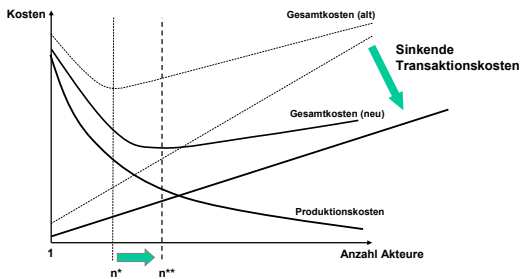 Kosten
Gesamtkosten (alt)
Sinkende
Transaktionskosten
Gesamtkosten (neu)
Produktionskosten
1
Anzahl Akteure
n*
n**